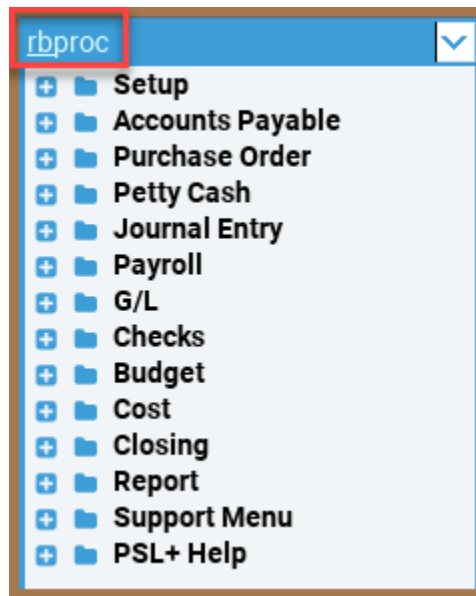 rbproc
Setup
Accounts Payable
Purchase Order
Petty Cash
Journal Entry
Payroll
G/L
Checks
Budget
Cost
Closing
Report
Support Menu
PSL+ Help